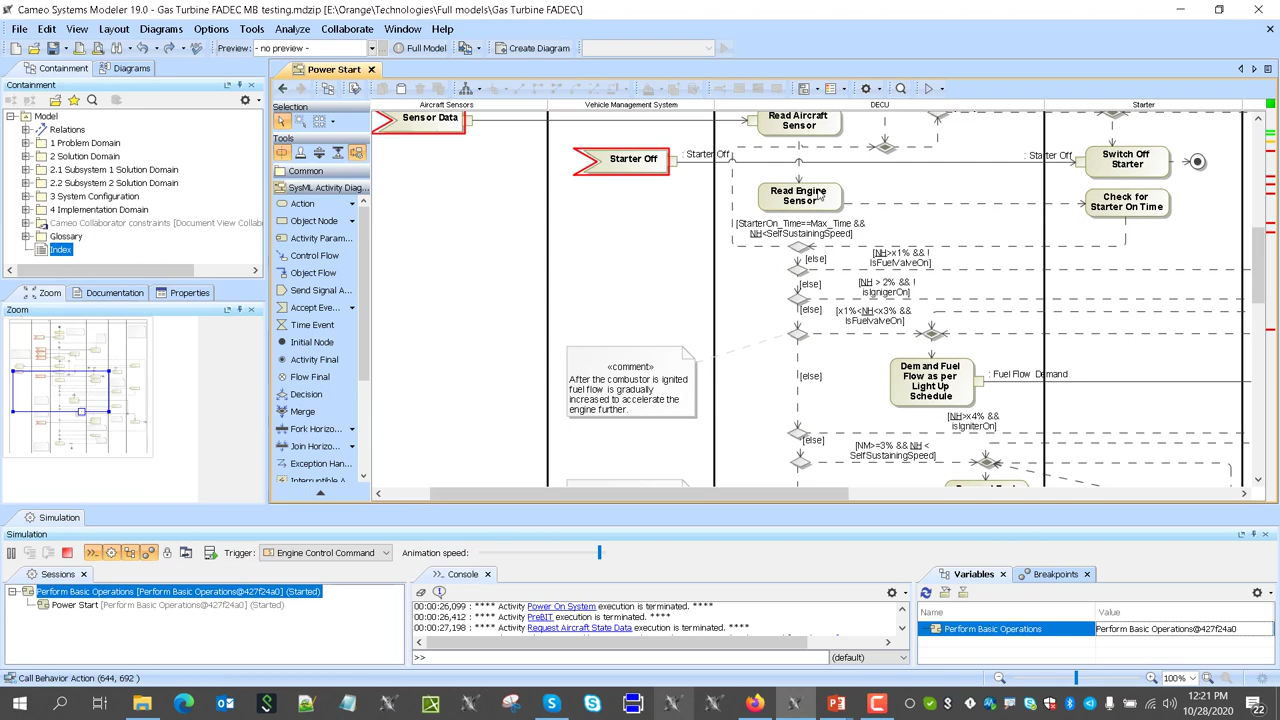 Cameo Systems Modeler 19.0 - Gas Turbine FADEC MB testing.mdzip [E:\Orange\Technologies\Full models\Gas Turbine FADEC\]
File Edit View Layout Diagrams Options Tools Analyze Collaborate Window Help
Preview: - no preview - Full Model Create Diagram
Containment Diagrams
Containment
Model
Relations
1 Problem Domain
2 Solution Domain
2.1 Subsystem 1 Solution Domain
2.2 Subsystem 2 Solution Domain
3 System Configuration
4 Implementation Domain
Cameo Collaborator metadata [Document View Collabor
Glossary
Index
Zoom Documentation Properties
Zoom
Power Start
Selection
Tools
Common
SysML Activity Diag...
Action
Object Node
Activity Param...
Control Flow
Object Flow
Send Signal A
Accept Eve...
Time Event
Initial Node
Activity Final
Flow Final
Decision
Merge
Fork Horizo...
Join Horizo...
Exception Han...
Interruptible A
Aircraft Sensors Vehicle Management System DECU Starter
Sensor Data
Read Aircraft
Sensor
Starter Off
: Starter Off
: Starter Off
Switch Off
Starter
Read Engine
Sensor
Check for
Starter On Time
[StarterOn_Time==Max_Time &&
NH<SelfSustainingSpeed]
[else]
[NH>x1% && !
IsFuelValveOn]
[else]
[NH > 2% && !
isIgnigerOn]
[else]
[x1%<NH<x3% &&
IsFuelvalveOn]
«comment»
After the combustor is ignited
fuel flow is gradually
increased to accelerate the
engine further.
[else]
Demand Fuel
Flow as per
Light Up
Schedule
: Fuel Flow Demand
[NH>x4% &&
isIgniterOn]
[else]
[NM>=3% && NH <
SelfSustainingSpeed]
Simulation
Simulation
Trigger: Engine Control Command Animation speed:
Sessions
Perform Basic Operations [Perform Basic Operations@427f24a0] (Started)
Power Start [Perform Basic Operations@427f24a0] (Started)
Console
00:00:26,099 : **** Activity Power On System execution is terminated. ****
00:00:26,412 : **** Activity PreBIT execution is terminated. ****
00:00:27,198 : **** Activity Request Aircraft State Data execution is terminated. ****
>> (default)
Variables Breakpoints
Name Value
Perform Basic Operations Perform Basic Operations@427f24a0
Call Behavior Action (644, 692 )
100%
12:21 PM
10/28/2020